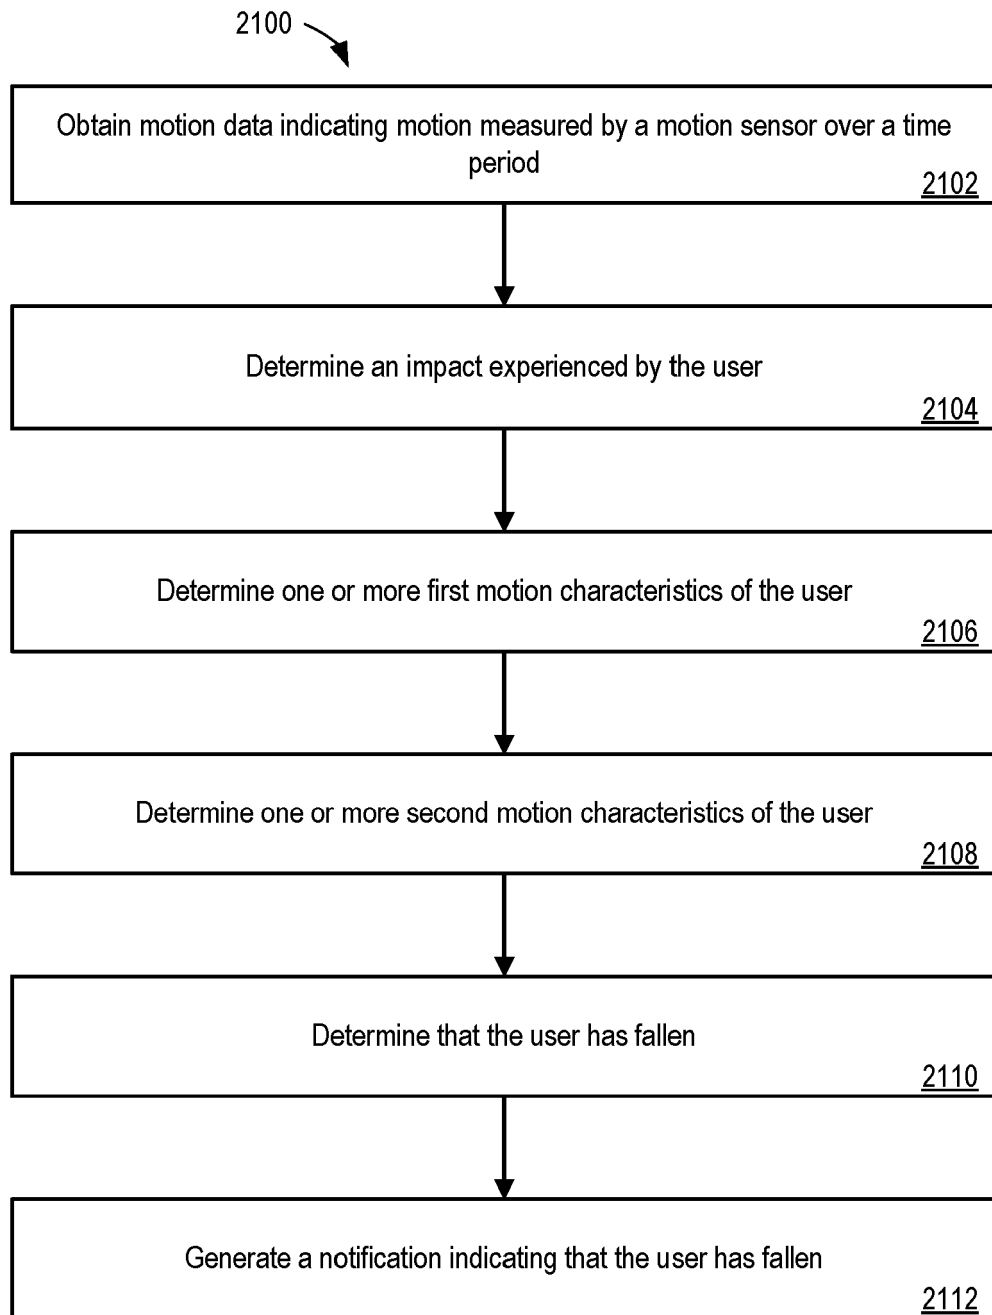 2100
Obtain motion data indicating motion measured by a motion sensor over a time
period
2102
Determine an impact experienced by the user
2104
Determine one or more first motion characteristics of the user
2106
Determine one or more second motion characteristics of the user
2108
Determine that the user has fallen
2110
Generate a notification indicating that the user has fallen
2112